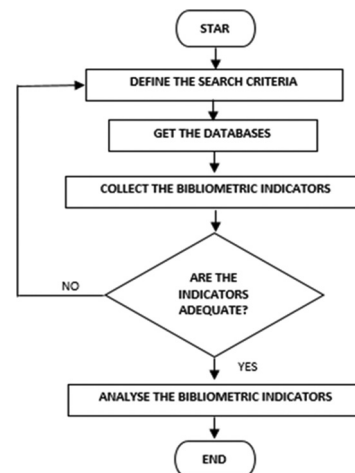 STAR
DEFINE THE SEARCH CRITERIA
GET THE DATABASES
COLLECT THE BIBLIOMETRIC INDICATORS
ARE THE
INDICATORS
ADEQUATE?
NO
YES
ANALYSE THE BIBLIOMETRIC INDICATORS
END